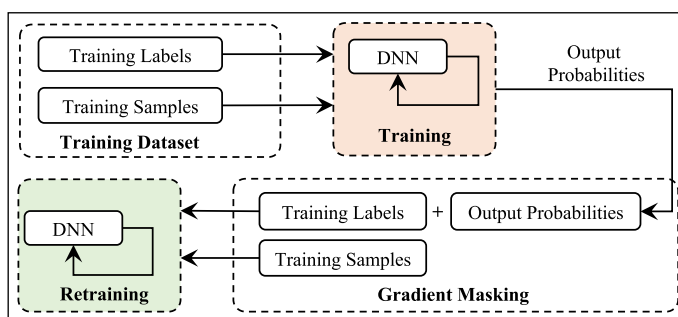 Training Labels
DNN
Output
Probabilities
Training Samples
Training Dataset
Training
DNN
Training Labels + Output Probabilities
Training Samples
Retraining
Gradient Masking